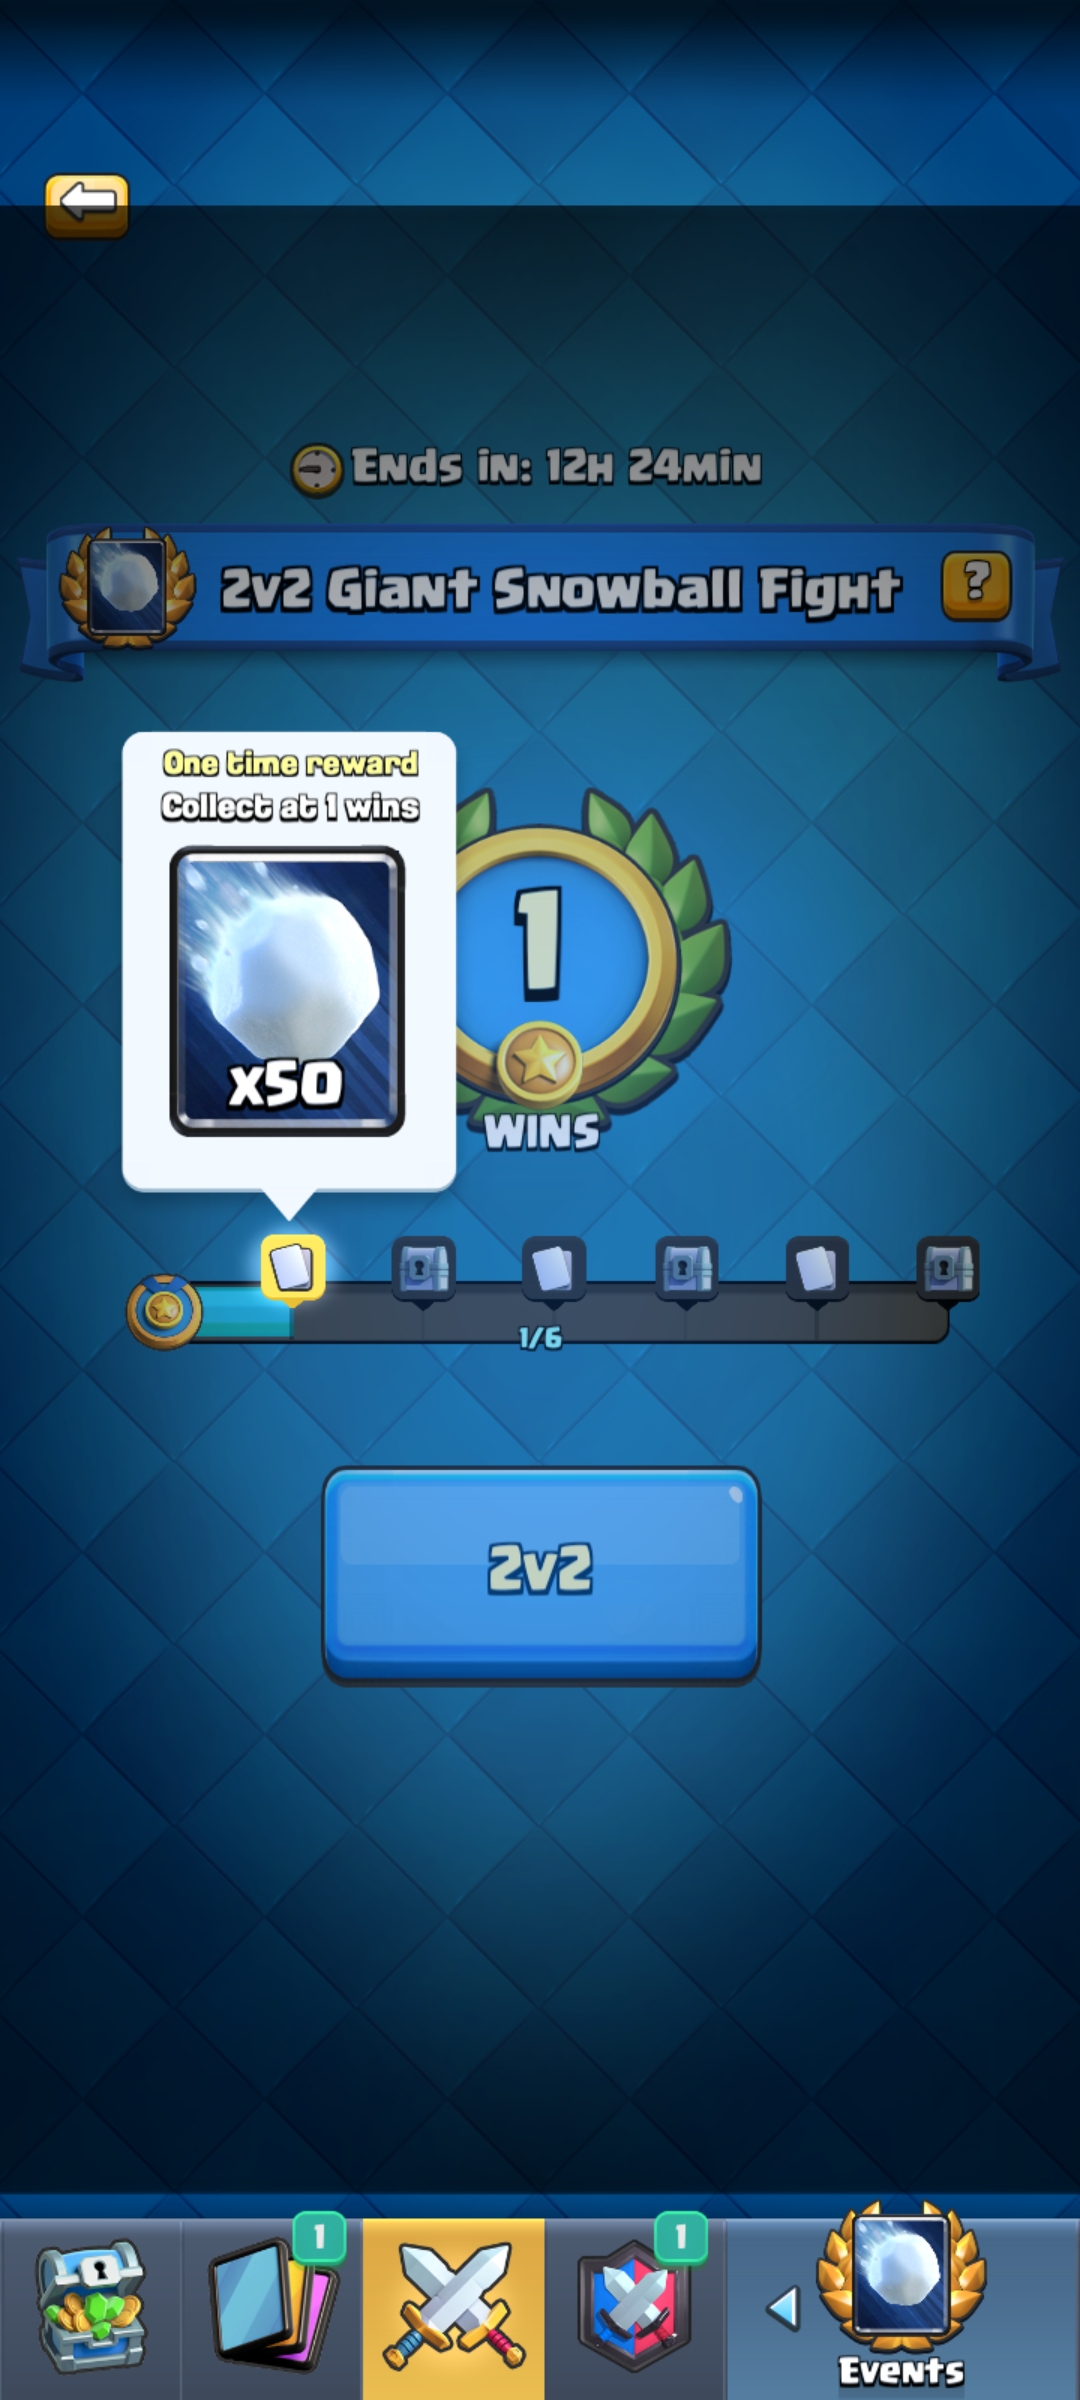 Ends in: 12h 24min
2v2 Giant Snowball Fight
?
One time reward
Collect at 1 wins
x50
1
WINS
1/6
2v2
1
1
Events